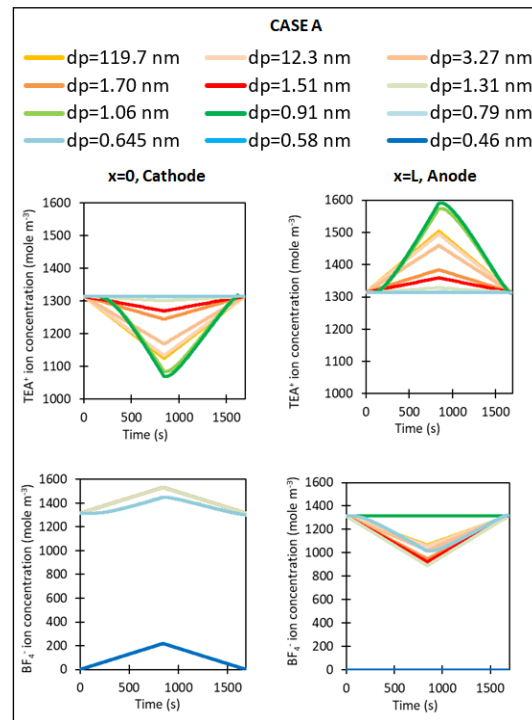 CASE A
dp=119.7 nm dp=12.3 nm dp=3.27 nm
dp=1.70 nm dp=1.51 nm dp=1.31 nm
dp=1.06 nm dp=0.91 nm dp=0.79 nm
dp=0.645 nm dp=0.58 nm dp=0.46 nm
x=0, Cathode
TEA⁺ ion concentration (mole m⁻³)
1600
1500
1400
1300
1200
1100
1000
0 500 1000 1500
Time (s)
x=L, Anode
TEA⁺ ion concentration (mole m⁻³)
1600
1500
1400
1300
1200
1100
1000
0 500 1000 1500
Time (s)
BF₄⁻ ion concentration (mole m⁻³)
1600
1400
1200
1000
800
600
400
200
0
0 500 1000 1500
Time (s)
BF₄⁻ ion concentration (mole m⁻³)
1600
1400
1200
1000
800
600
400
200
0
0 500 1000 1500
Time (s)